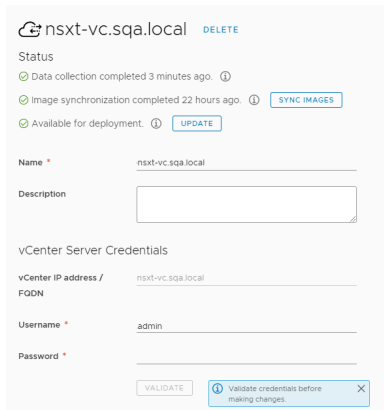 nsxt-vc.sqa.local DELETE
Status
Data collection completed 3 minutes ago.
Image synchronization completed 22 hours ago. SYNC IMAGES
Available for deployment. UPDATE
Name * nsxt-vc.sqa.local
Description
vCenter Server Credentials
vCenter IP address / nsxt-vc.sqa.local
FQDN
Username * admin
Password *
VALIDATE Validate credentials before
making changes.